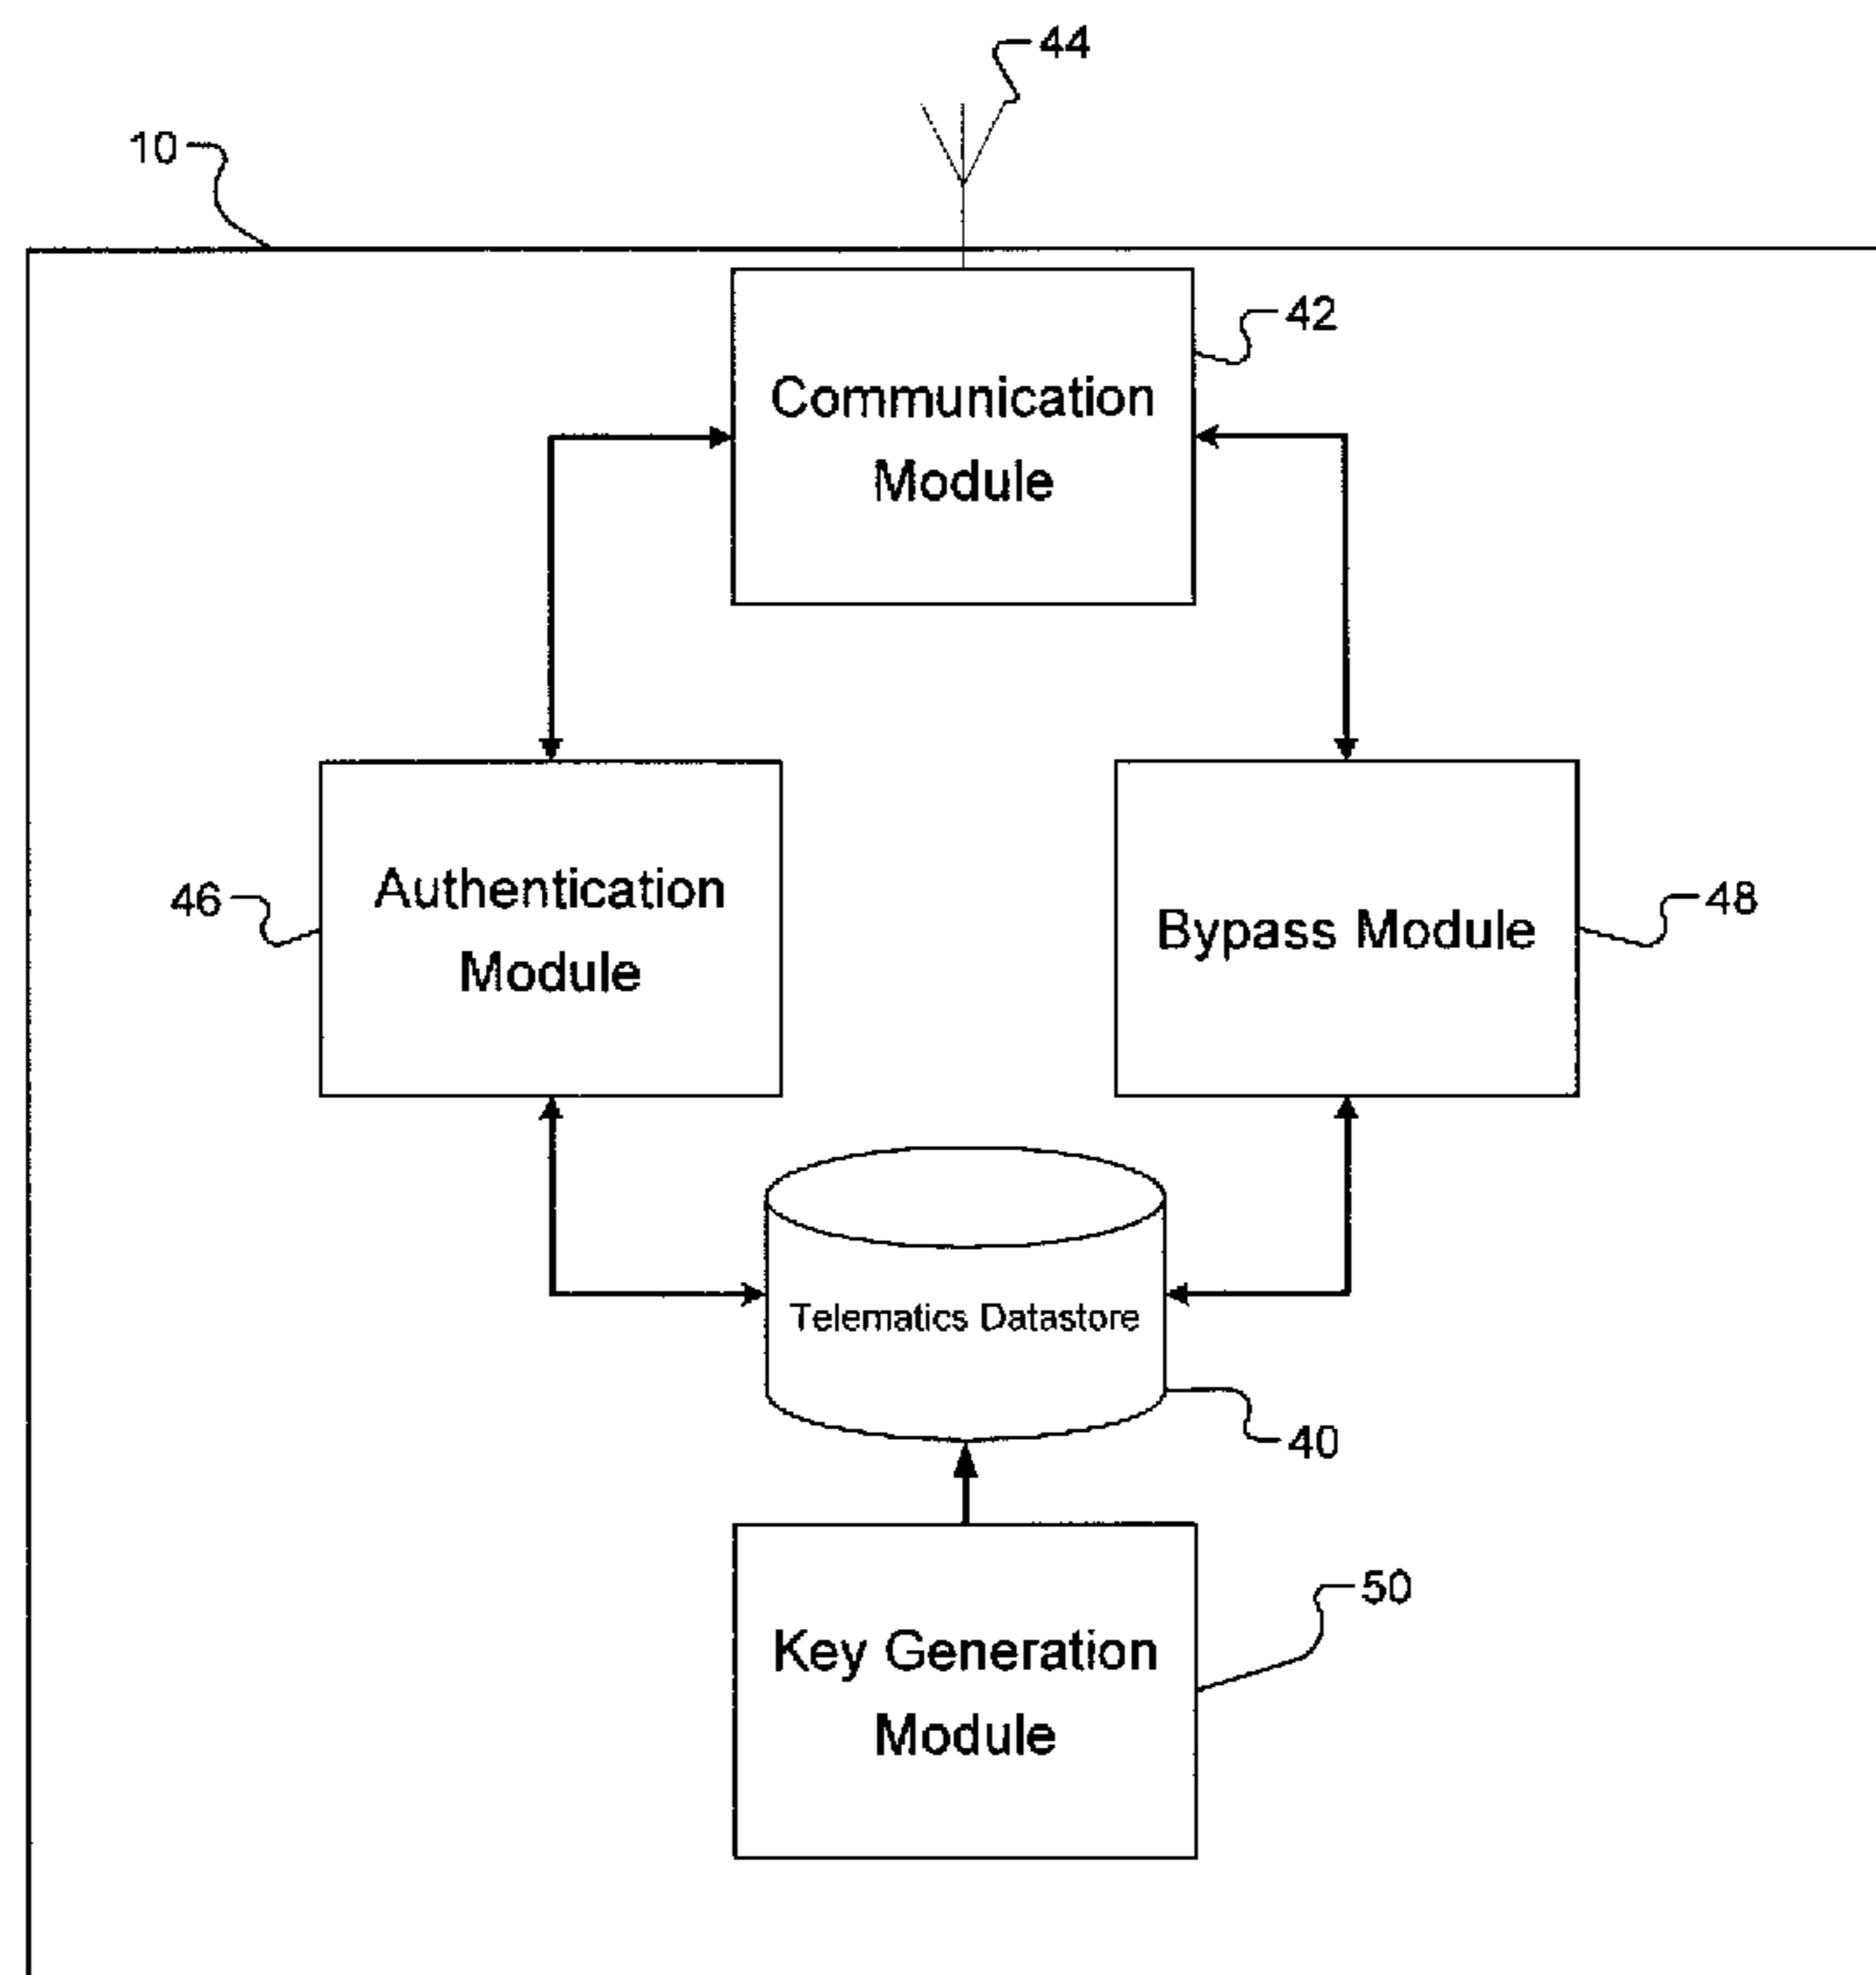 44
10
42
Communication
Module
46
Authentication
Module
48
Bypass Module
Telematics Datastore
40
50
Key Generation
Module